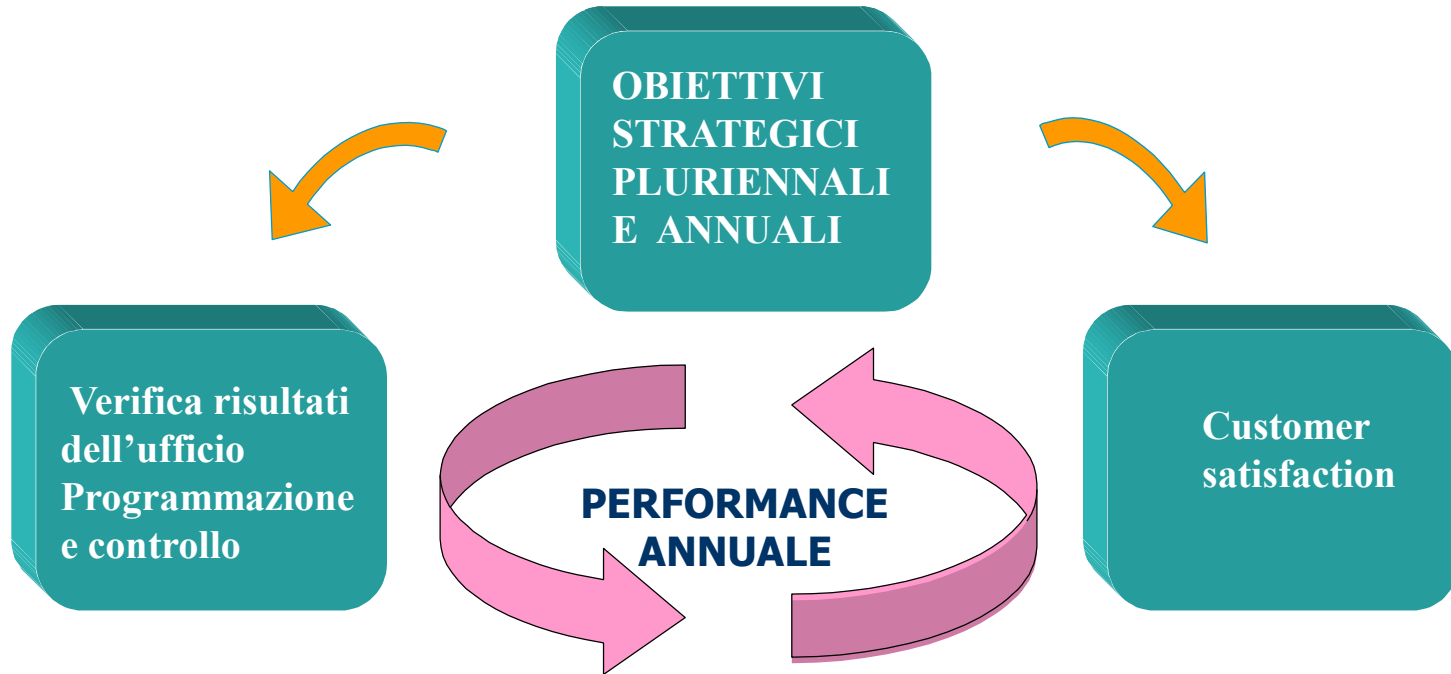 OBIETTIVI
STRATEGICI
PLURIENNALI
E ANNUALI
Verifica risultati
dell’ufficio
Programmazione
e controllo
Customer
satisfaction
PERFORMANCE
ANNUALE